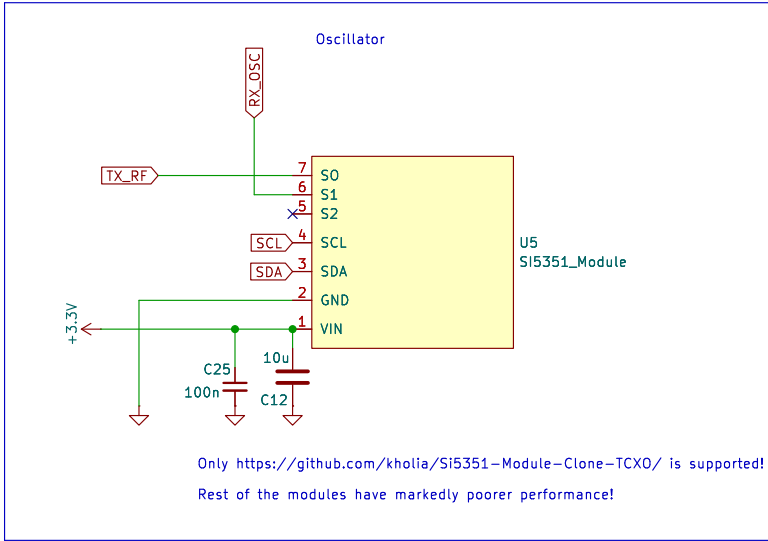 Oscillator
RX_OSC
TX_RF
7 SO
6 S1
5 S2
SCL 4 SCL
U5
SI5351_Module
SDA 3 SDA
2 GND
+3.3V
1 VIN
10u
C25
100n
C12
Only https://github.com/kholia/Si5351-Module-Clone-TCXO/ is supported!
Rest of the modules have markedly poorer performance!